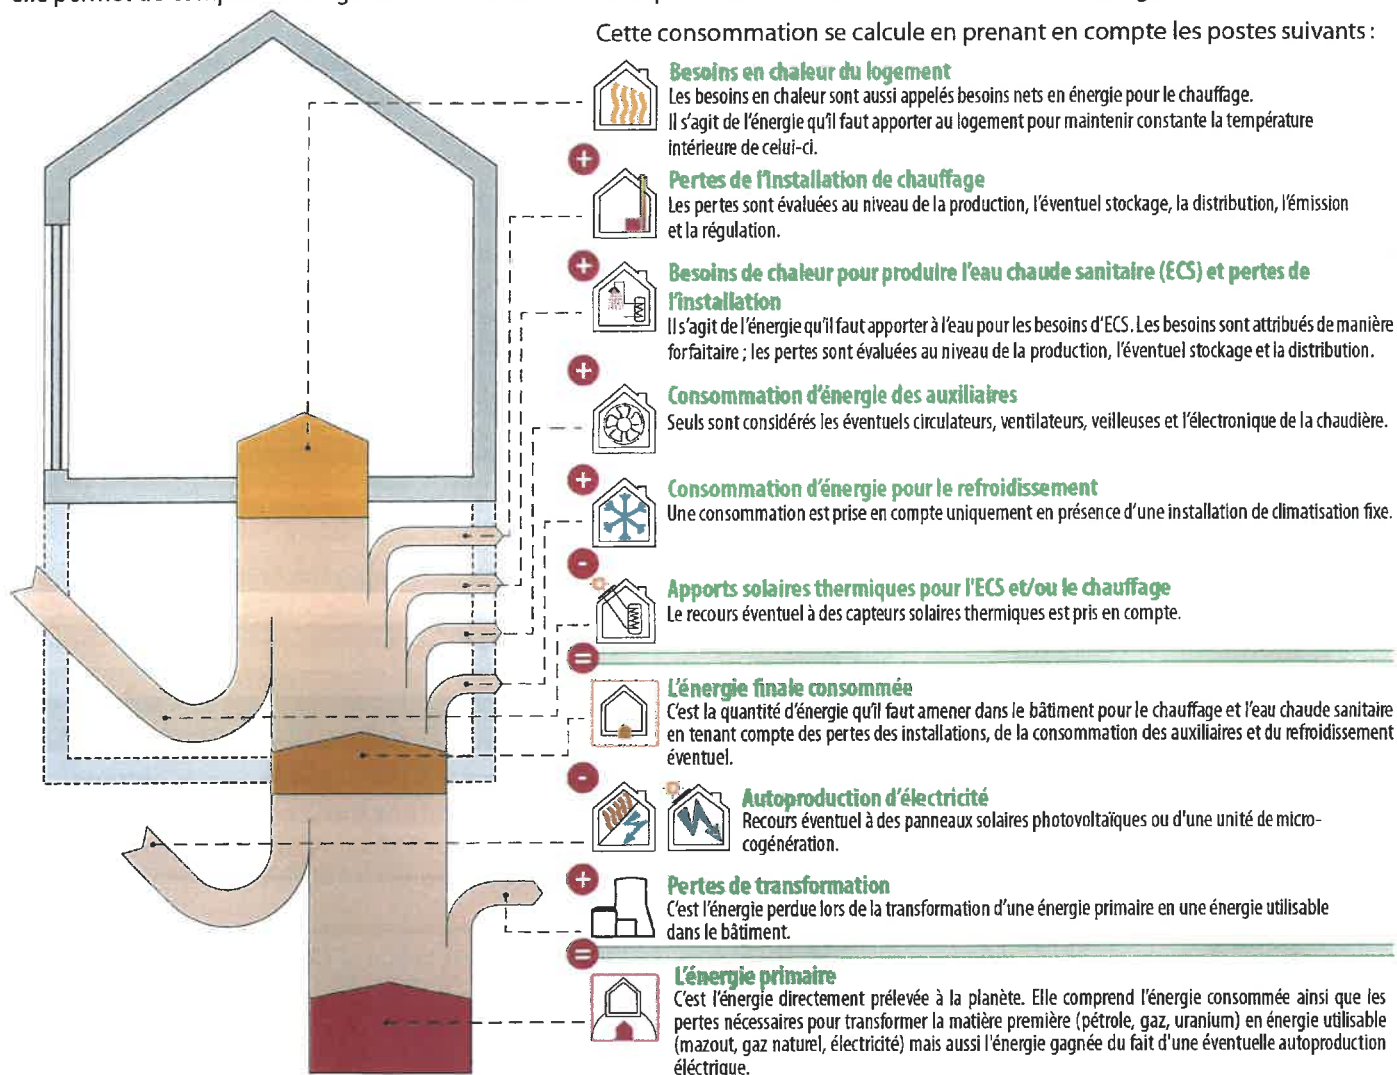 Cette consommation se calcule en prenant en compte les postes suivants :
Besoins en chaleur du logement
Les besoins en chaleur sont aussi appelés besoins nets en énergie pour le chauffage.
Il s'agit de l'énergie qu'il faut apporter au logement pour maintenir constante la température
intérieure de celui-ci.
+
Pertes de l'installation de chauffage
Les pertes sont évaluées au niveau de la production, l'éventuel stockage, la distribution, l'émission
et la régulation.
+
Besoins de chaleur pour produire l'eau chaude sanitaire (ECS) et pertes de
l'installation
Il s'agit de l'énergie qu'il faut apporter à l'eau pour les besoins d'ECS. Les besoins sont attribués de manière
forfaitaire ; les pertes sont évaluées au niveau de la production, l'éventuel stockage et la distribution.
+
Consommation d'énergie des auxiliaires
Seuls sont considérés les éventuels circulateurs, ventilateurs, veilleuses et l'électronique de la chaudière.
+
Consommation d'énergie pour le refroidissement
Une consommation est prise en compte uniquement en présence d'une installation de climatisation fixe.
-
Apports solaires thermiques pour l'ECS et/ou le chauffage
Le recours éventuel à des capteurs solaires thermiques est pris en compte.
=
L'énergie finale consommée
C'est la quantité d'énergie qu'il faut amener dans le bâtiment pour le chauffage et l'eau chaude sanitaire
en tenant compte des pertes des installations, de la consommation des auxiliaires et du refroidissement
éventuel.
-
Autoproduction d'électricité
Recours éventuel à des panneaux solaires photovoltaïques ou d'une unité de micro-
cogénération.
+
Pertes de transformation
C'est l'énergie perdue lors de la transformation d'une énergie primaire en une énergie utilisable
dans le bâtiment.
=
L'énergie primaire
C'est l'énergie directement prélevée à la planète. Elle comprend l'énergie consommée ainsi que les
pertes nécessaires pour transformer la matière première (pétrole, gaz, uranium) en énergie utilisable
(mazout, gaz naturel, électricité) mais aussi l'énergie gagnée du fait d'une éventuelle autoproduction
éléctrique.